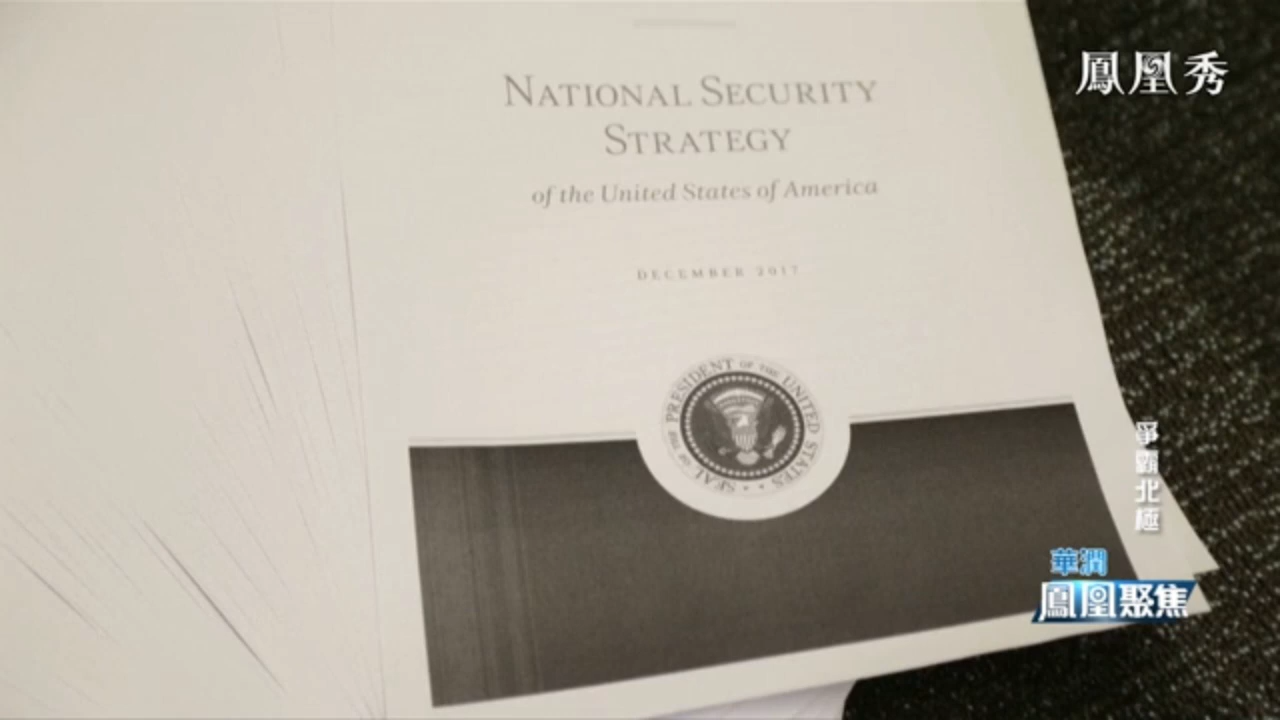 鳳凰秀
NATIONAL SECURITY
STRATEGY
of the United States of America
DECEMBER 2017
SEAL OF THE PRESIDENT OF THE UNITED STATES
爭霸北極
華潤
鳳凰聚焦